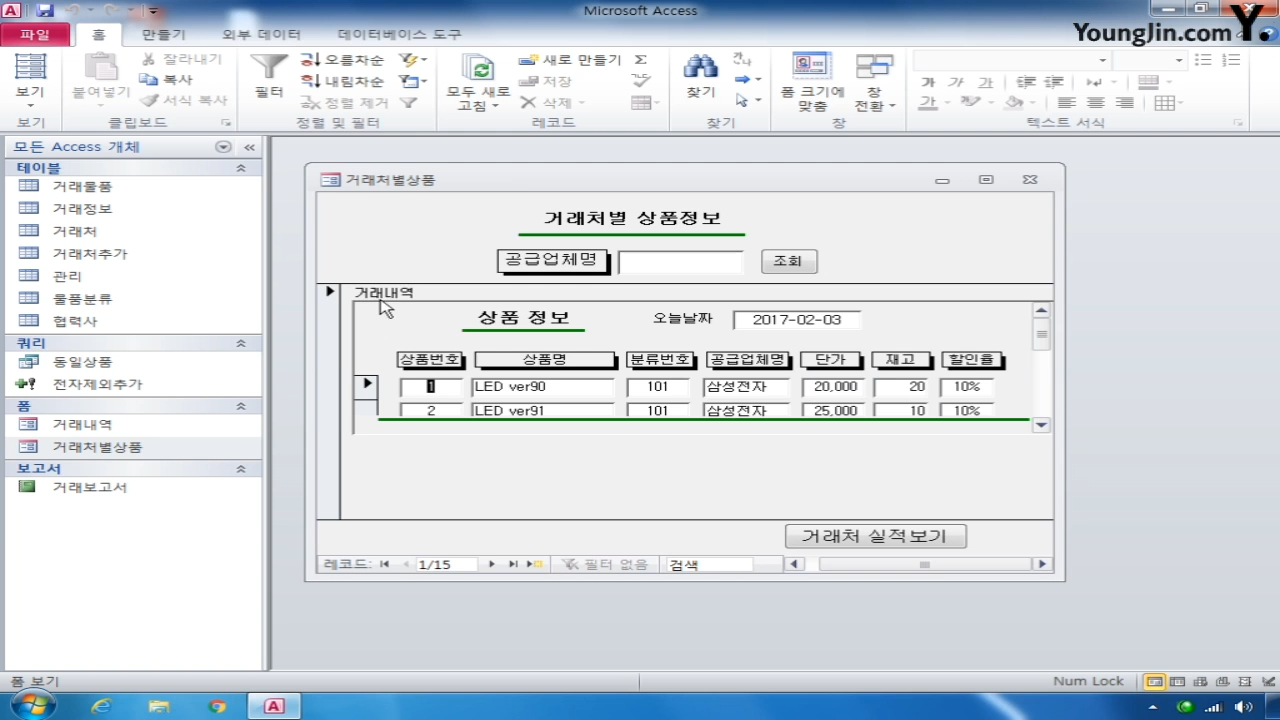 Microsoft Access
YoungJin.com Y.
파일 홈 만들기 외부 데이터 데이터베이스 도구
보기
보기
붙여넣기
잘라내기
복사
서식 복사
클립보드
필터
오름차순
내림차순
정렬 제거
정렬 및 필터
모두 새로
고침
새로 만들기
저장
삭제
레코드
찾기
찾기
폼 크기에
맞춤
창
전환
창
가 가 가
가
텍스트 서식
모든 Access 개체
테이블
거래물품
거래정보
거래처
거래처추가
관리
물품분류
협력사
쿼리
동일상품
전자제외추가
폼
거래내역
거래처별상품
보고서
거래보고서
거래처별상품
거래처별 상품정보
공급업체명 조회
거래내역
상품 정보 오늘날짜 2017-02-03
상품번호 상품명 분류번호 공급업체명 단가 재고 할인율
1 LED ver90 101 삼성전자 20,000 20 10%
2 LED ver91 101 삼성전자 25,000 10 10%
거래처 실적보기
레코드: 1/15 필터 없음 검색
폼 보기 Num Lock